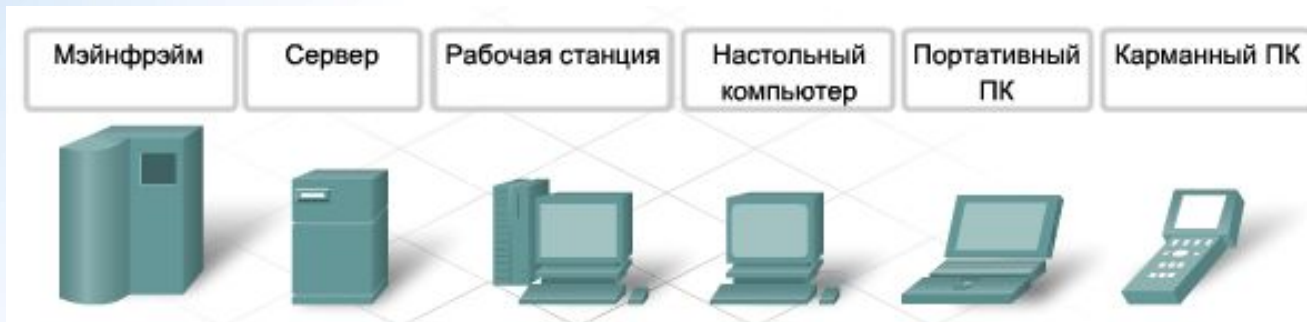 Мэйнфрэйм
Сервер
Рабочая станция
Настольный
компьютер
Портативный
ПК
Карманный ПК